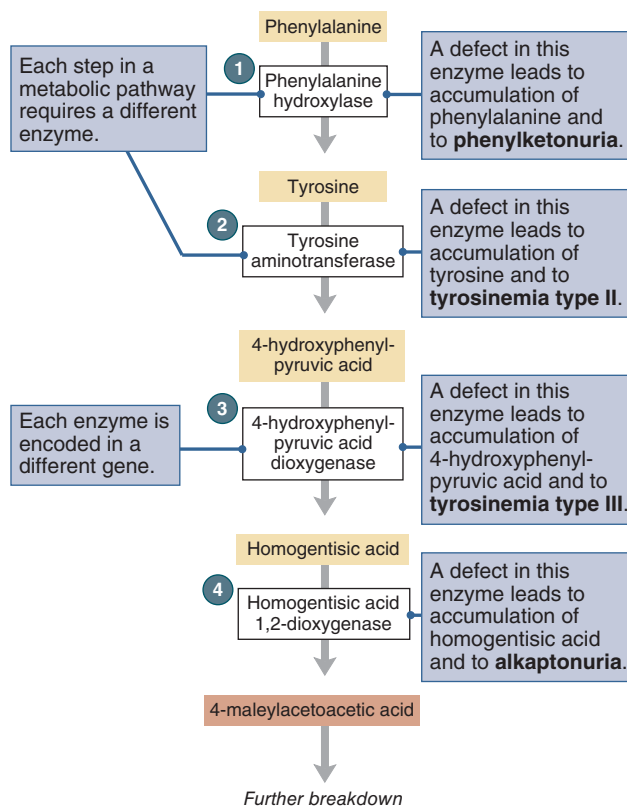 Phenylalanine
Each step in a
metabolic pathway
requires a different
enzyme.
1
Phenylalanine
hydroxylase
A defect in this
enzyme leads to
accumulation of
phenylalanine and
to phenylketonuria.
Tyrosine
2
Tyrosine
aminotransferase
A defect in this
enzyme leads to
accumulation of
tyrosine and to
tyrosinemia type II.
4-hydroxyphenyl-
pyruvic acid
Each enzyme is
encoded in a
different gene.
3
4-hydroxyphenyl-
pyruvic acid
dioxygenase
A defect in this
enzyme leads to
accumulation of
4-hydroxyphenyl-
pyruvic acid and to
tyrosinemia type III.
Homogentisic acid
4
Homogentisic acid
1,2-dioxygenase
A defect in this
enzyme leads to
accumulation of
homogentisic acid
and to alkaptonuria.
4-maleylacetoacetic acid
Further breakdown